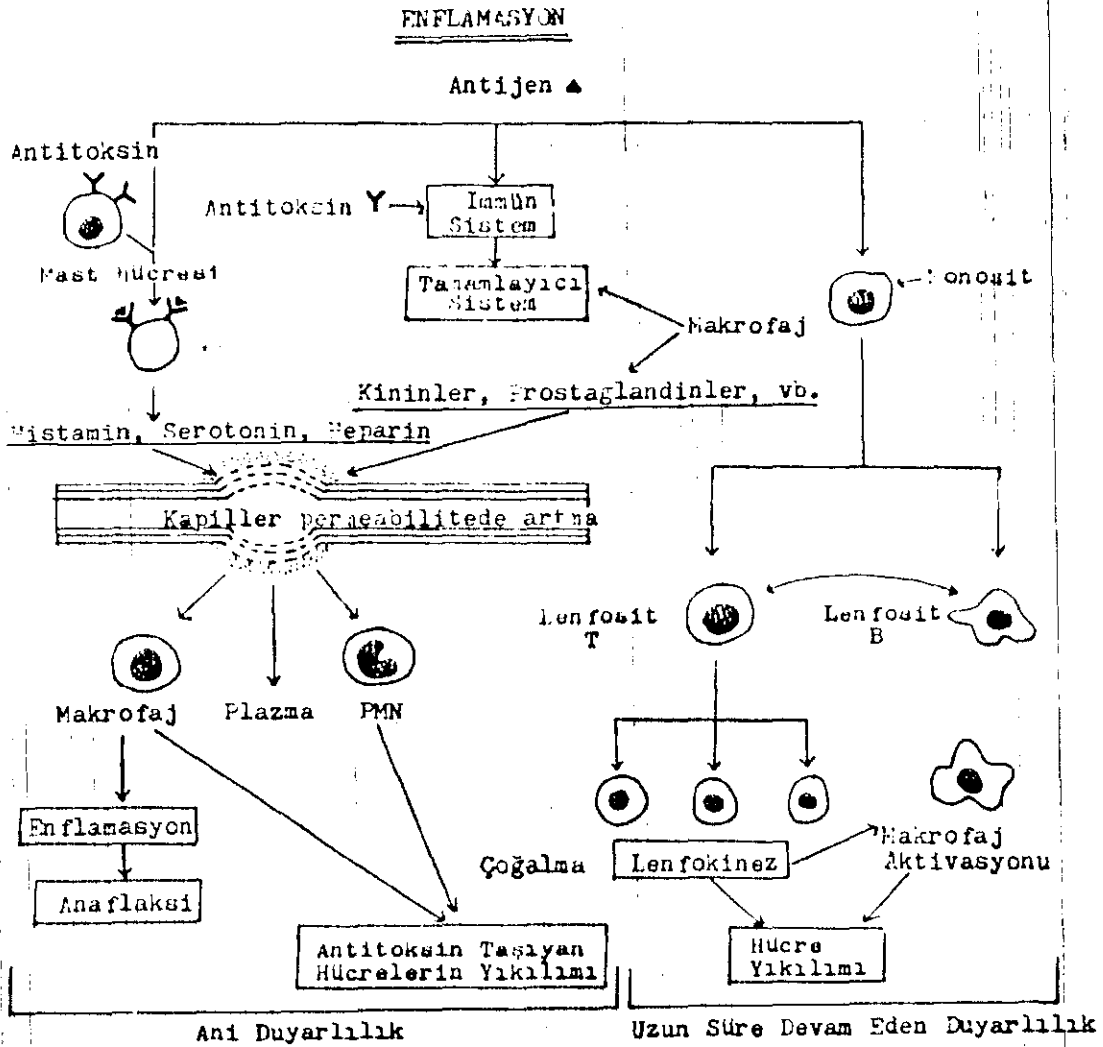 ENFLAMASYON
Antijen ▲
Antitoksin
Antitoksin Y
İmmün
Sistem
Mast Hücresi
Tamamlayıcı
Sistem
Monosit
Makrofaj
Kininler, Prostaglandinler, vb.
Histamin, Serotonin, Heparin
Kapiller permeabilitede artma
Lenfosit
T
Lenfosit
B
Makrofaj
Plazma
PMN
Enflamasyon
Anaflaksi
Çoğalma
Lenfokinez
Makrofaj
Aktivasyonu
Antitoksin Taşıyan
Hücrelerin Yıkılımı
Hücre
Yıkılımı
Ani Duyarlılık
Uzun Süre Devam Eden Duyarlılık